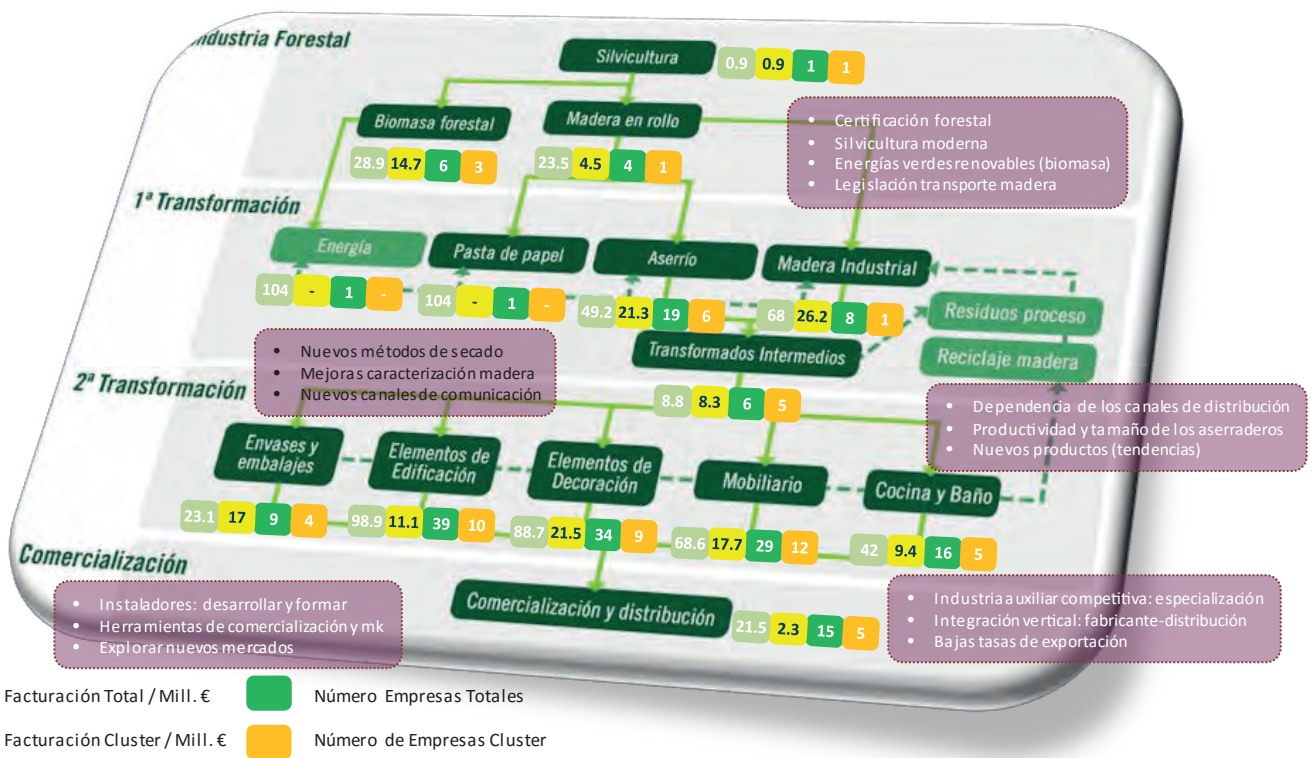 Industria Forestal
Silvicultura
0.9 0.9 1 1
Biomasa forestal
28.9 14.7 6 3
Madera en rollo
23.5 4.5 4 1
• Certificación forestal
• Silvicultura moderna
• Energías verdes renovables (biomasa)
• Legislación transporte madera
1ª Transformación
Energía
104 - 1 -
Pasta de papel
104 - 1 -
Aserrío
49.2 21.3 19 6
Madera Industrial
68 26.2 8 1
Residuos proceso
Reciclaje madera
Transformados Intermedios
8.8 8.3 6 5
• Nuevos métodos de secado
• Mejoras caracterización madera
• Nuevos canales de comunicación
2ª Transformación
• Dependencia de los canales de distribución
• Productividad y tamaño de los aserraderos
• Nuevos productos (tendencias)
Envases y
embalajes
23.1 17 9 4
Elementos de
Edificación
98.9 11.1 39 10
Elementos de
Decoración
88.7 21.5 34 9
Mobiliario
68.6 17.7 29 12
Cocina y Baño
42 9.4 16 5
Comercialización
Comercialización y distribución
21.5 2.3 15 5
• Instaladores: desarrollar y formar
• Herramientas de comercialización y mk
• Explorar nuevos mercados
• Industria auxiliar competitiva: especialización
• Integración vertical: fabricante-distribución
• Bajas tasas de exportación
Facturación Total / Mill. €
Número Empresas Totales
Facturación Cluster / Mill. €
Número de Empresas Cluster